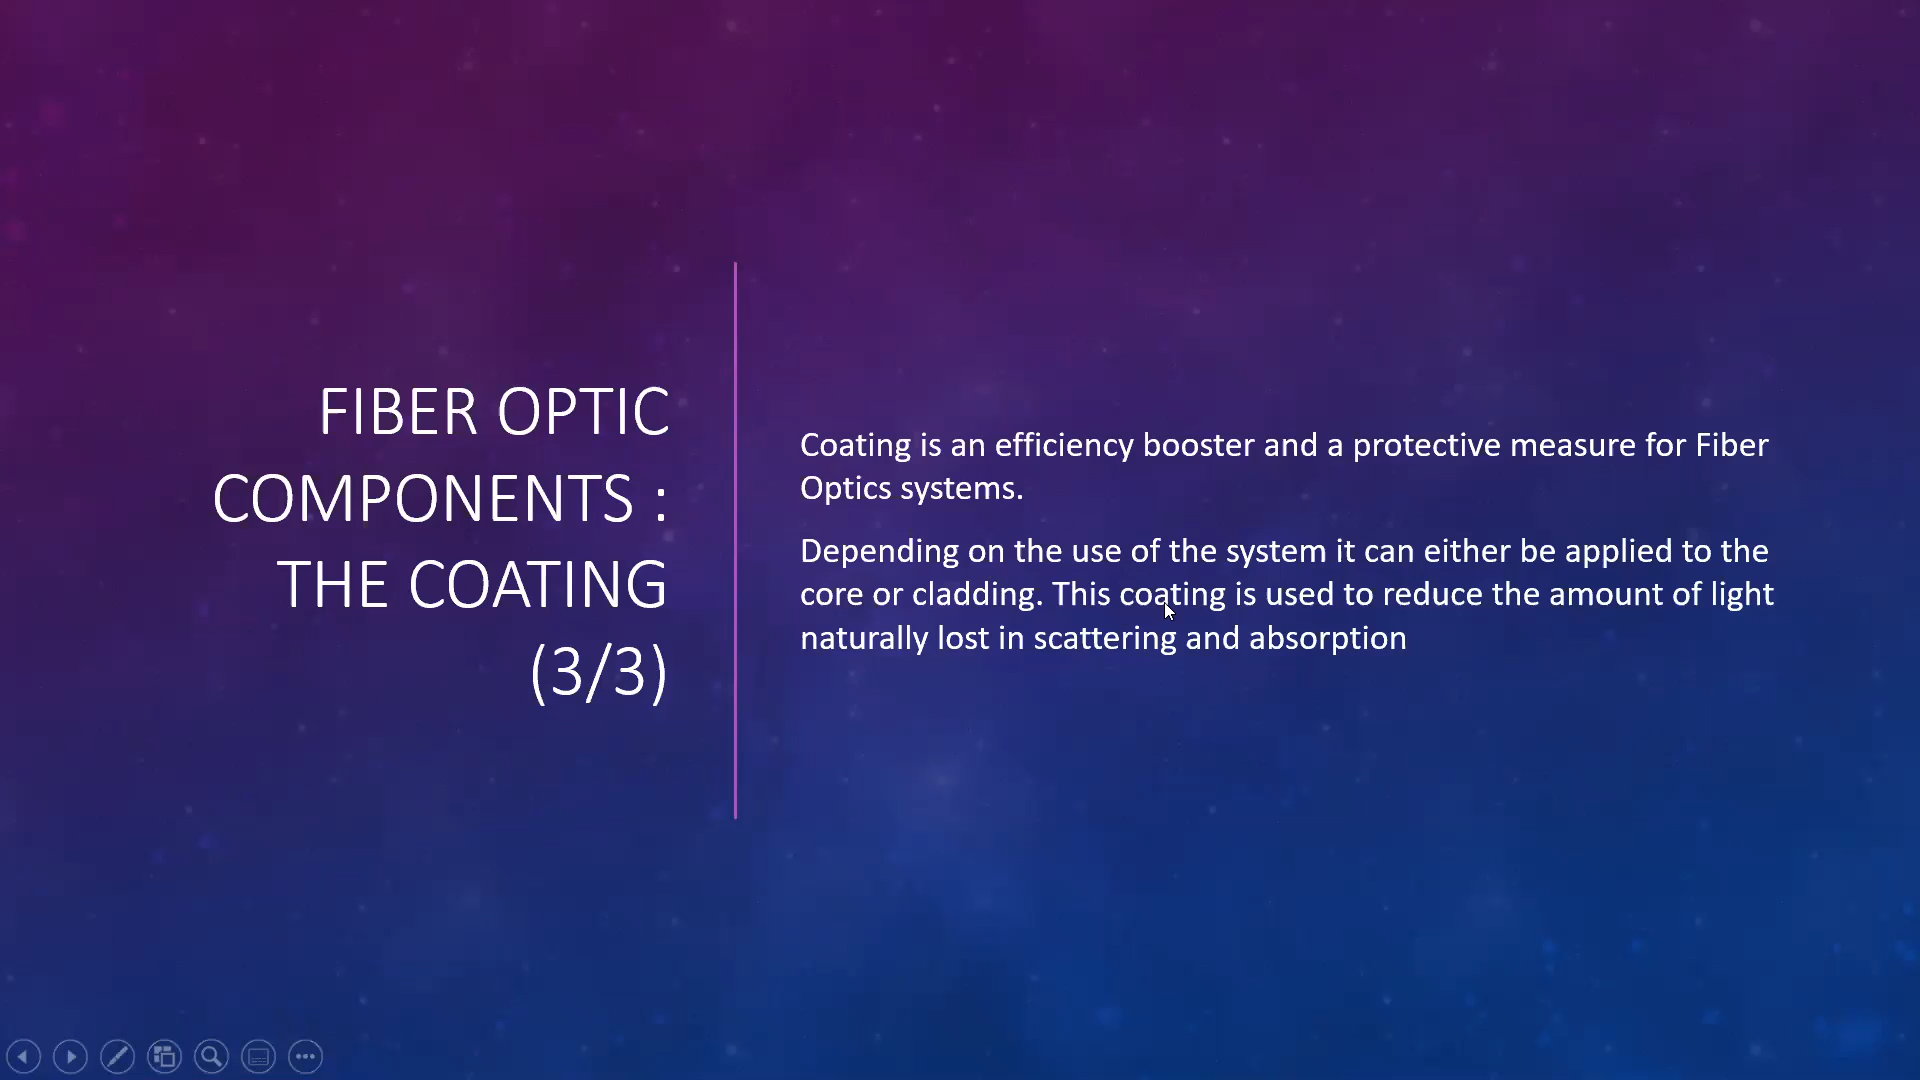 FIBER OPTIC
COMPONENTS :
THE COATING
(3/3)
Coating is an efficiency booster and a protective measure for Fiber
Optics systems.
Depending on the use of the system it can either be applied to the
core or cladding. This coating is used to reduce the amount of light
naturally lost in scattering and absorption